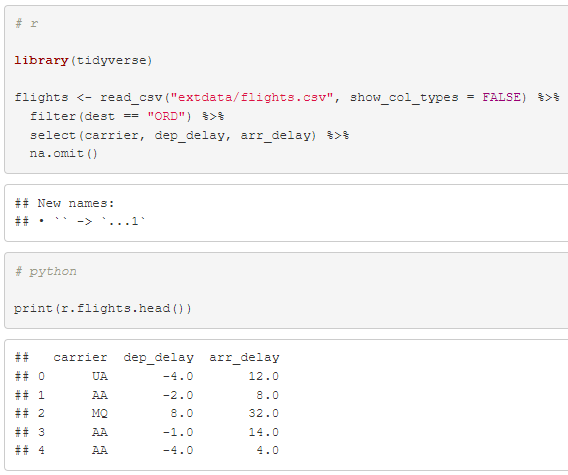 # r
library(tidyverse)
flights <- read_csv("extdata/flights.csv", show_col_types = FALSE) %>%
  filter(dest == "ORD") %>%
  select(carrier, dep_delay, arr_delay) %>%
  na.omit()
## New names:
## • `` -> `...1`
# python
print(r.flights.head())
##   carrier  dep_delay  arr_delay
## 0      UA       -4.0       12.0
## 1      AA       -2.0        8.0
## 2      MQ        8.0       32.0
## 3      AA       -1.0       14.0
## 4      AA       -4.0        4.0